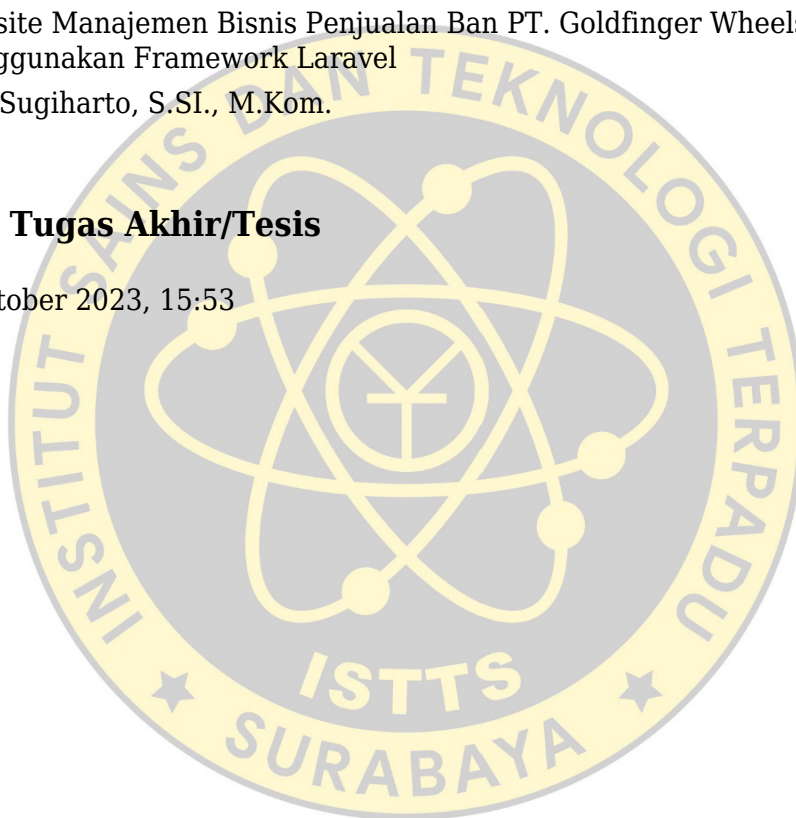 site Manajemen Bisnis Penjualan Ban PT. Goldfinger Wheels
ggunakan Framework Laravel
Sugiharto, S.SI., M.Kom.
Tugas Akhir/Tesis
tober 2023, 15:53
INSTITUT SAINS DAN TEKNOLOGI TERPADU
ISTTS
SURABAYA